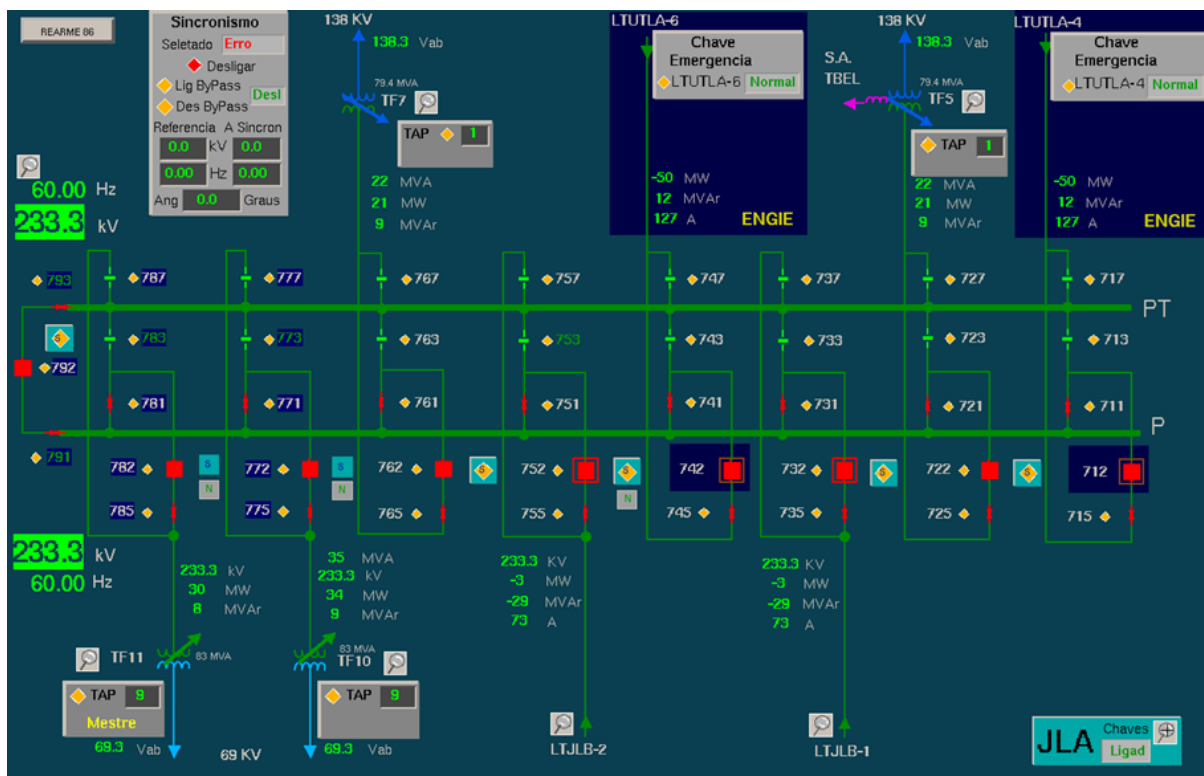 REARME 86
Sincronismo
Seletado Erro
Desligar
Lig ByPass
Des ByPass
Desl
Referencia A Sincron
0.0 kV 0.0
0.00 Hz 0.00
Ang 0.0 Graus
60.00 Hz
233.3 kV
138 KV
138.3 Vab
79.4 MVA
TF7
TAP 1
22 MVA
21 MW
9 MVAr
LTUTLA-6
Chave
Emergencia
LTUTLA-6 Normal
-50 MW
12 MVAr
127 A
ENGIE
138 KV
138.3 Vab
S.A.
TBEL
79.4 MVA
TF5
TAP 1
22 MVA
21 MW
9 MVAr
LTUTLA-4
Chave
Emergencia
LTUTLA-4 Normal
-50 MW
12 MVAr
127 A
ENGIE
793 787 777 767 757 747 737 727 717
PT
S
783 773 763 753 743 733 723 713
792
781 771 761 751 741 731 721 711
P
791
782 S 772 S 762 S 752 S 742 732 S 722 S 712
N N N
785 775 765 755 745 735 725 715
233.3 kV
60.00 Hz
233.3 kV
30 MW
8 MVAr
35 MVA
233.3 kV
34 MW
9 MVAr
233.3 KV
-3 MW
-29 MVAr
73 A
233.3 KV
-3 MW
-29 MVAr
73 A
TF11
83 MVA
TAP 9
Mestre
69.3 Vab
69 KV
83 MVA
TF10
TAP 9
69.3 Vab
LTJLB-2
LTJLB-1
JLA
Chaves
Ligad